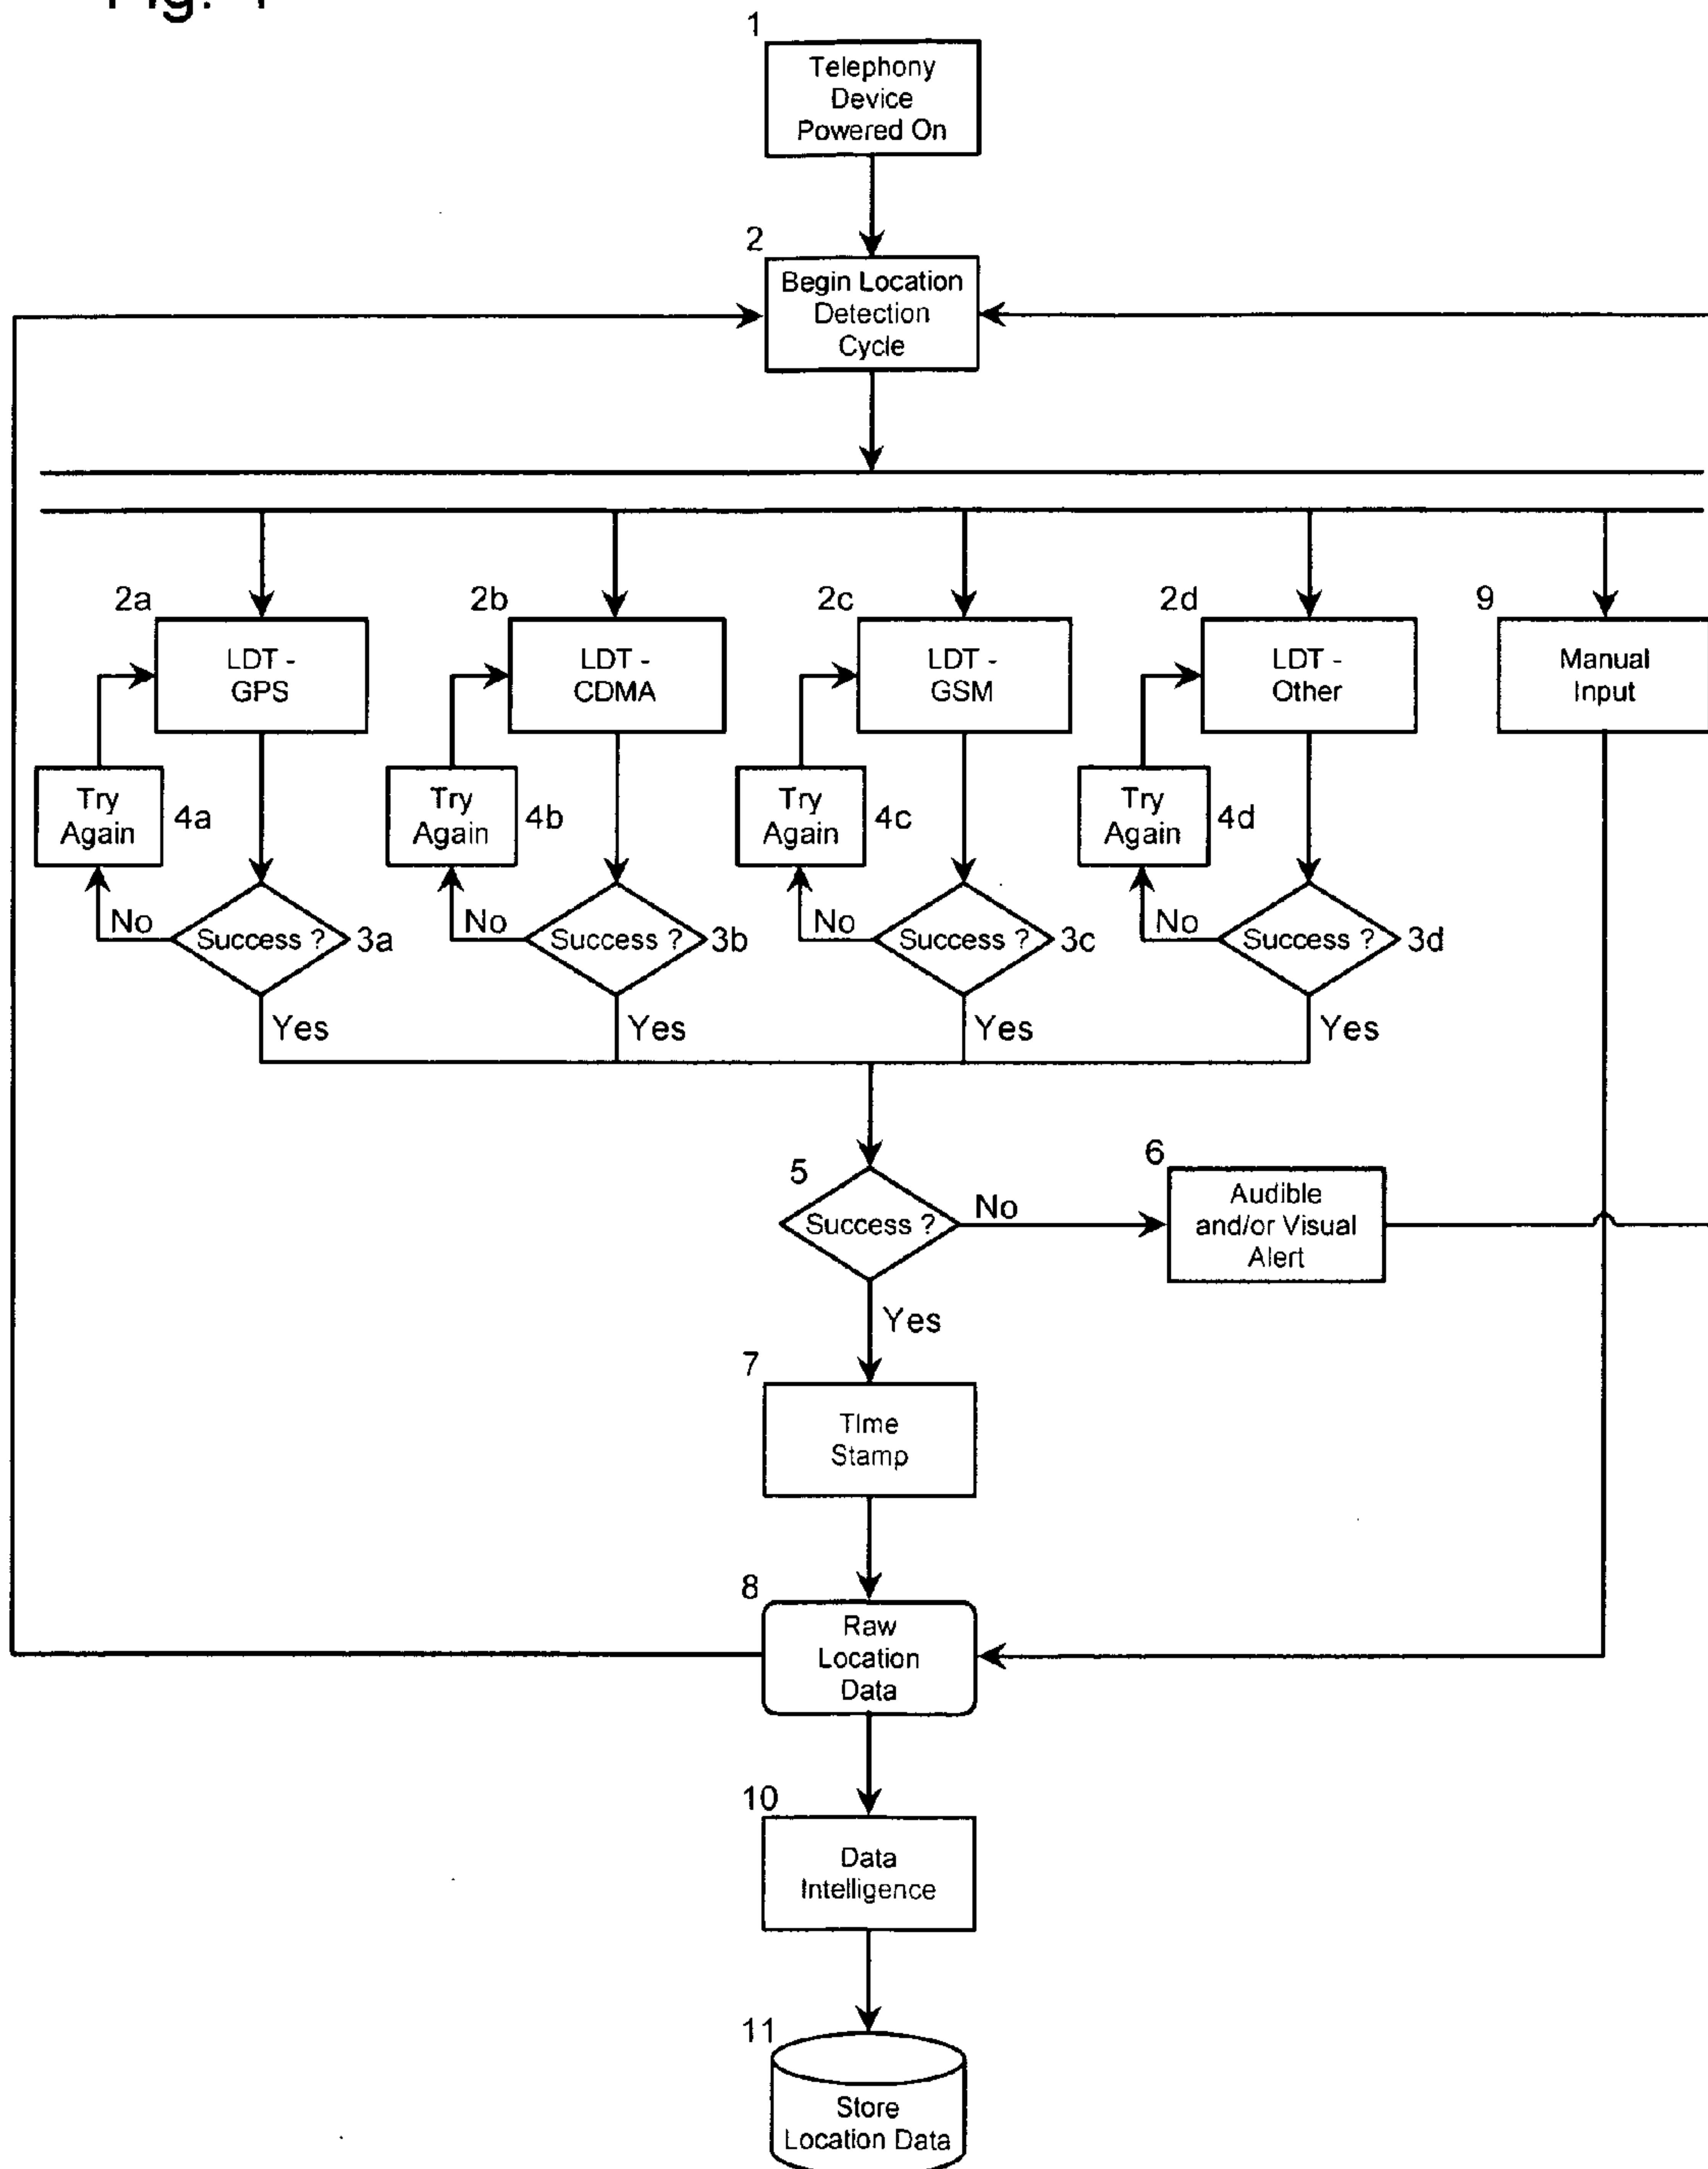 1
Telephony
Device
Powered On
2
Begin Location
Detection
Cycle
2a
LDT -
GPS
2b
LDT -
CDMA
2c
LDT -
GSM
2d
LDT -
Other
9
Manual
Input
Try
Again
4a
Try
Again
4b
Try
Again
4c
Try
Again
4d
No
Success ?
3a
No
Success ?
3b
No
Success ?
3c
No
Success ?
3d
Yes
Yes
Yes
Yes
5
Success ?
No
6
Audible
and/or Visual
Alert
Yes
7
TIme
Stamp
8
Raw
Location
Data
10
Data
Intelligence
11
Store
Location Data